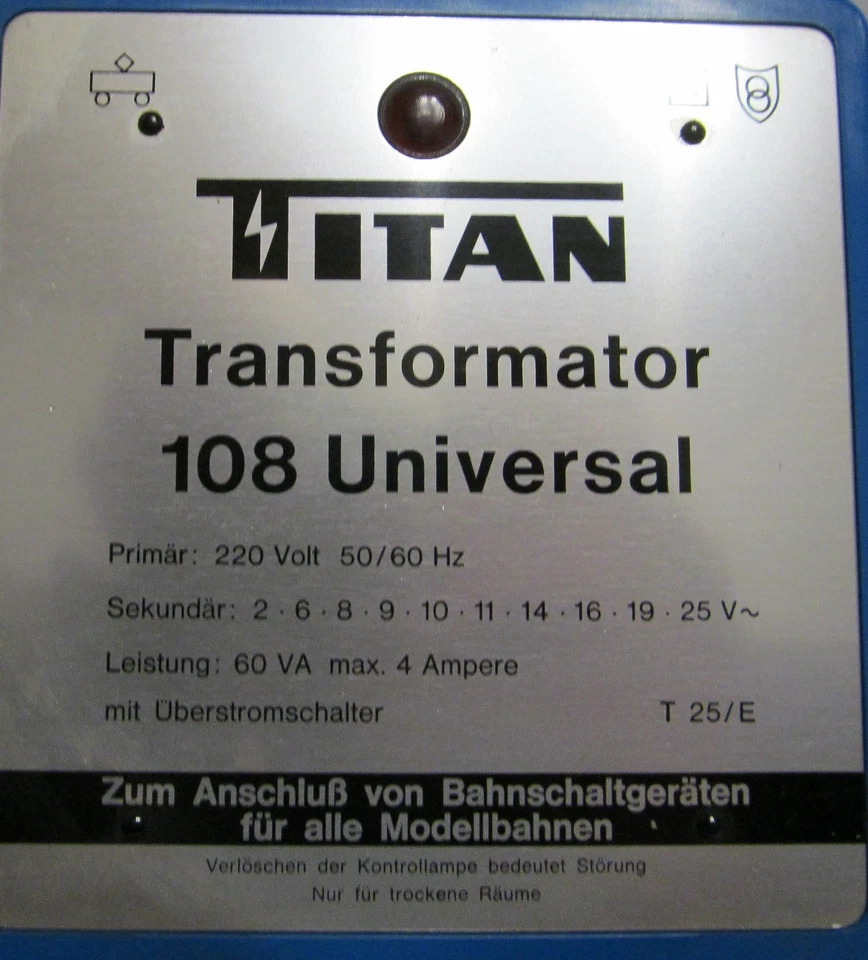 TITAN
Transformator
108 Universal
Primär: 220 Volt 50/60 Hz
Sekundär: 2 · 6 · 8 · 9 · 10 · 11 · 14 · 16 · 19 · 25 V~
Leistung: 60 VA max. 4 Ampere
mit Überstromschalter T 25/E
Zum Anschluß von Bahnschaltgeräten
für alle Modellbahnen
Verlöschen der Kontrollampe bedeutet Störung
Nur für trockene Räume